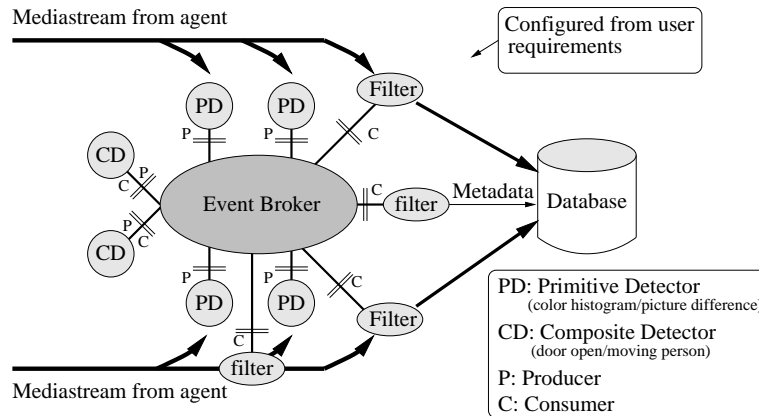 Mediastream from agent
Configured from user
requirements
Filter
PD
PD
P
P
C
CD
P
C
Event Broker
C
filter
Metadata
Database
P
C
CD
P
P
C
PD
PD
C
Filter
filter
Mediastream from agent
PD: Primitive Detector
(color histogram/picture difference)
CD: Composite Detector
(door open/moving person)
P: Producer
C: Consumer